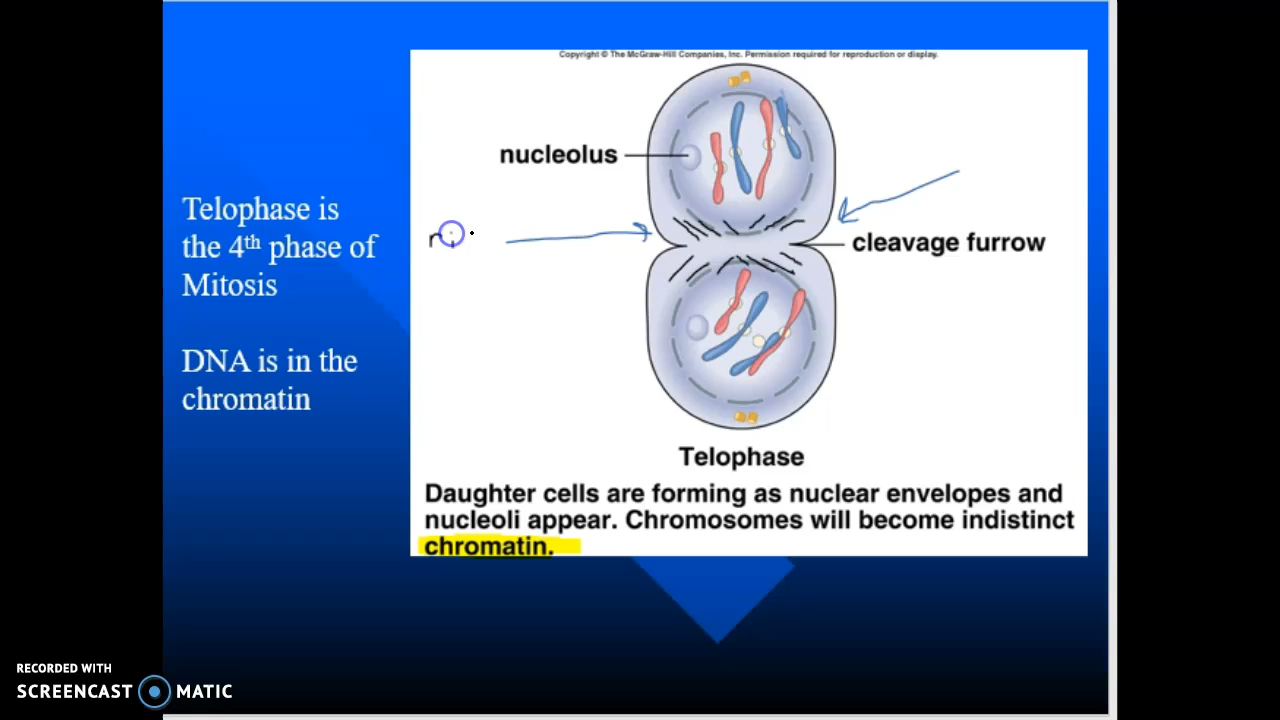 Copyright © The McGraw-Hill Companies, Inc. Permission required for reproduction or display.
nucleolus
cleavage furrow
Telophase is
the 4th phase of
Mitosis
DNA is in the
chromatin
Telophase
Daughter cells are forming as nuclear envelopes and
nucleoli appear. Chromosomes will become indistinct
chromatin.
RECORDED WITH
SCREENCAST MATIC